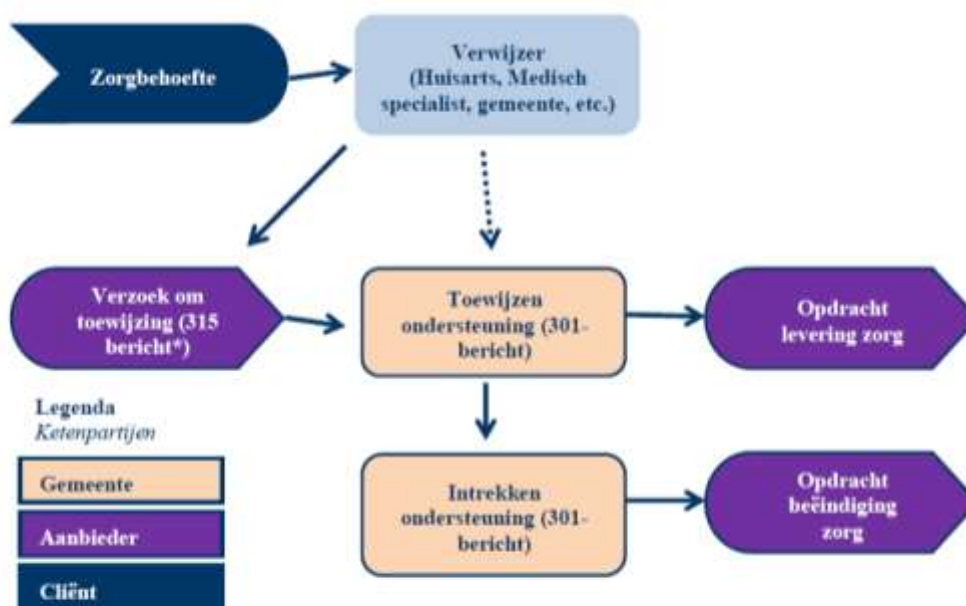 Zorgbehoefte
Verwijzer
(Huisarts, Medisch
specialist, gemeente, etc.)
Verzoek om
toewijzing (315
bericht*)
Toewijzen
ondersteuning (301-
bericht)
Opdracht
levering zorg
Legenda
Ketenpartijen
Gemeente
Aanbieder
Cliënt
Intrekken
ondersteuning (301-
bericht)
Opdracht
beëindiging
zorg